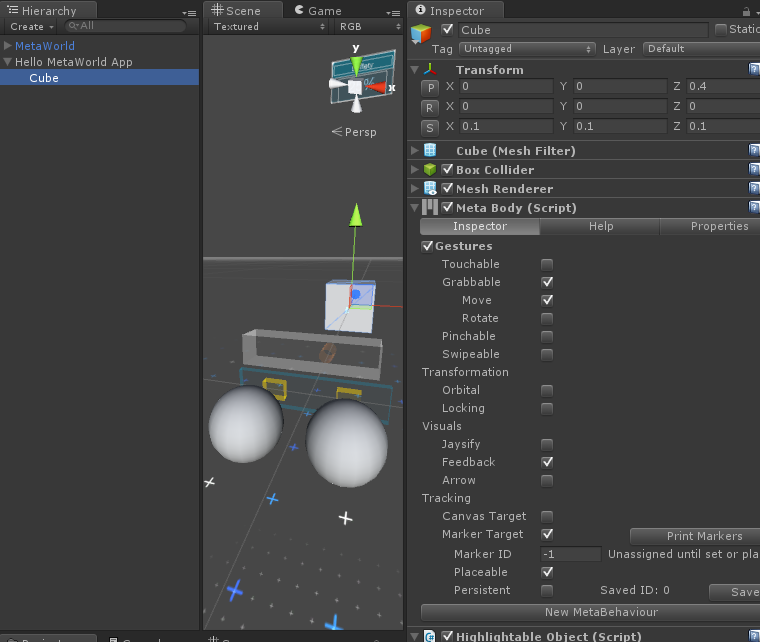 Hierarchy
Create
All
MetaWorld
Hello MetaWorld App
Cube
Scene
Game
Textured
RGB
y
x
Persp
Inspector
Cube
Static
Tag Untagged Layer Default
Transform
P X 0 Y 0 Z 0.4
R X 0 Y 0 Z 0
S X 0.1 Y 0.1 Z 0.1
Cube (Mesh Filter)
Box Collider
Mesh Renderer
Meta Body (Script)
Inspector Help Properties
Gestures
Touchable
Grabbable
Move
Rotate
Pinchable
Swipeable
Transformation
Orbital
Locking
Visuals
Jaysify
Feedback
Arrow
Tracking
Canvas Target
Marker Target Print Markers
Marker ID -1 Unassigned until set or pla
Placeable
Persistent Saved ID: 0 Save
New MetaBehaviour
Highlightable Object (Script)